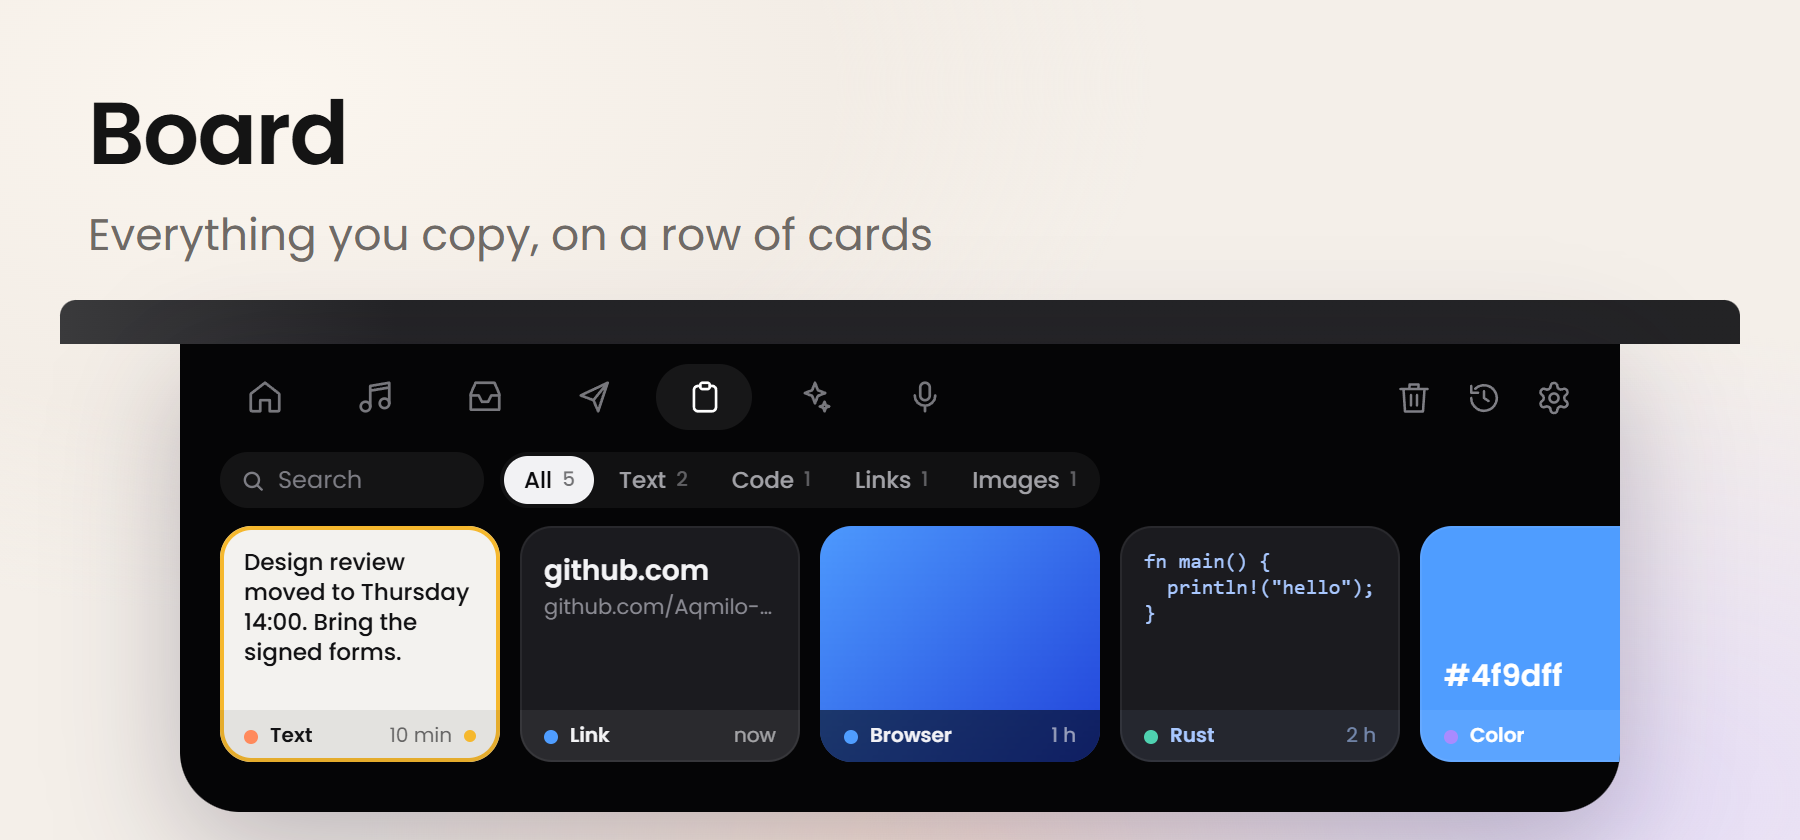 Board
Everything you copy, on a row of cards
Search
All 5 Text 2 Code 1 Links 1 Images 1
Design review
moved to Thursday
14:00. Bring the
signed forms.
Text 10 min
github.com
github.com/Aqmilo-…
Link now
Browser 1 h
fn main() {
  println!("hello");
}
Rust 2 h
#4f9dff
Color